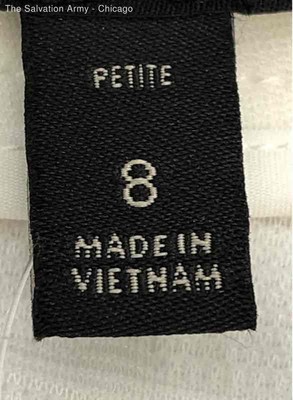 The Salvation Army - Chicago
PETITE
8
MADE IN
VIETNAM